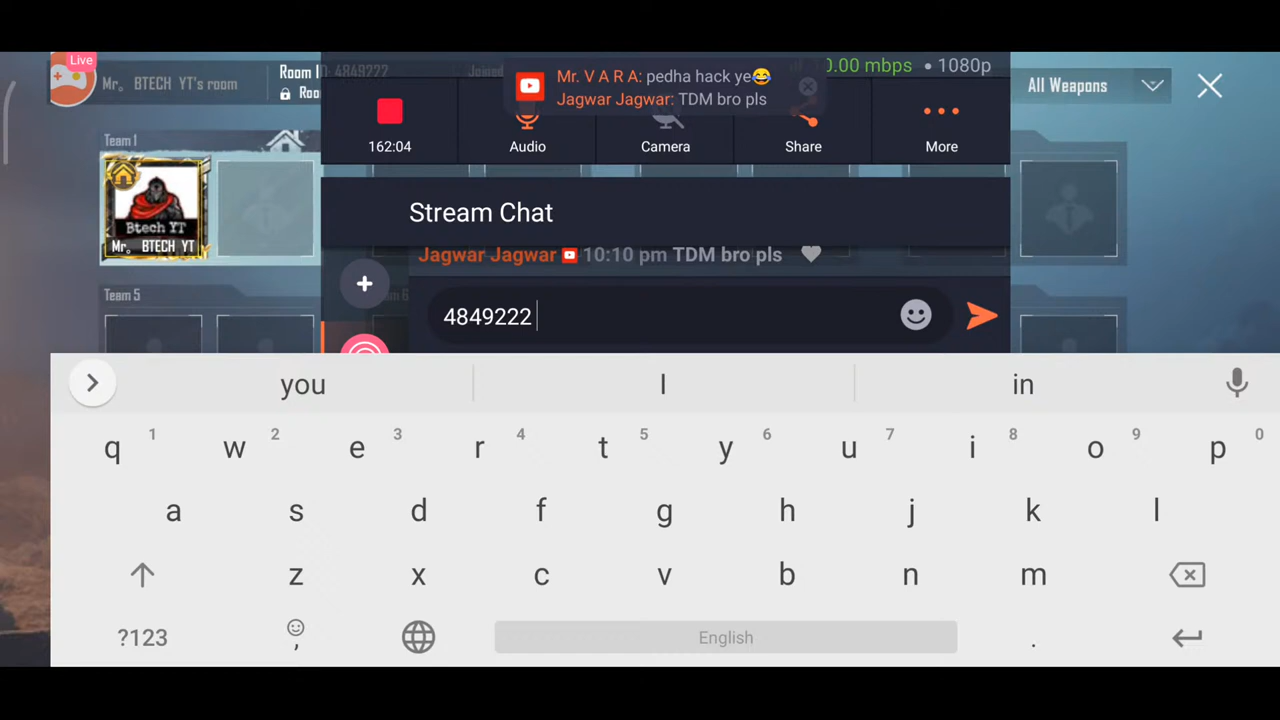 Live
Mr。 BTECH YT's room
Room I
: 4849222
Joined
Roo
0.00 mbps • 1080p
Mr. V A R A: pedha hack ye😂
Jagwar Jagwar: TDM bro pls
All Weapons
162:04
Audio
Camera
Share
More
Team 1
Btech YT
Mr。 BTECH YT
Stream Chat
Jagwar Jagwar 10:10 pm TDM bro pls
Team 5
4849222
you
I
in
q 1 w 2 e 3 r 4 t 5 y 6 u 7 i 8 o 9 p 0
a s d f g h j k l
z x c v b n m
?123 , English .